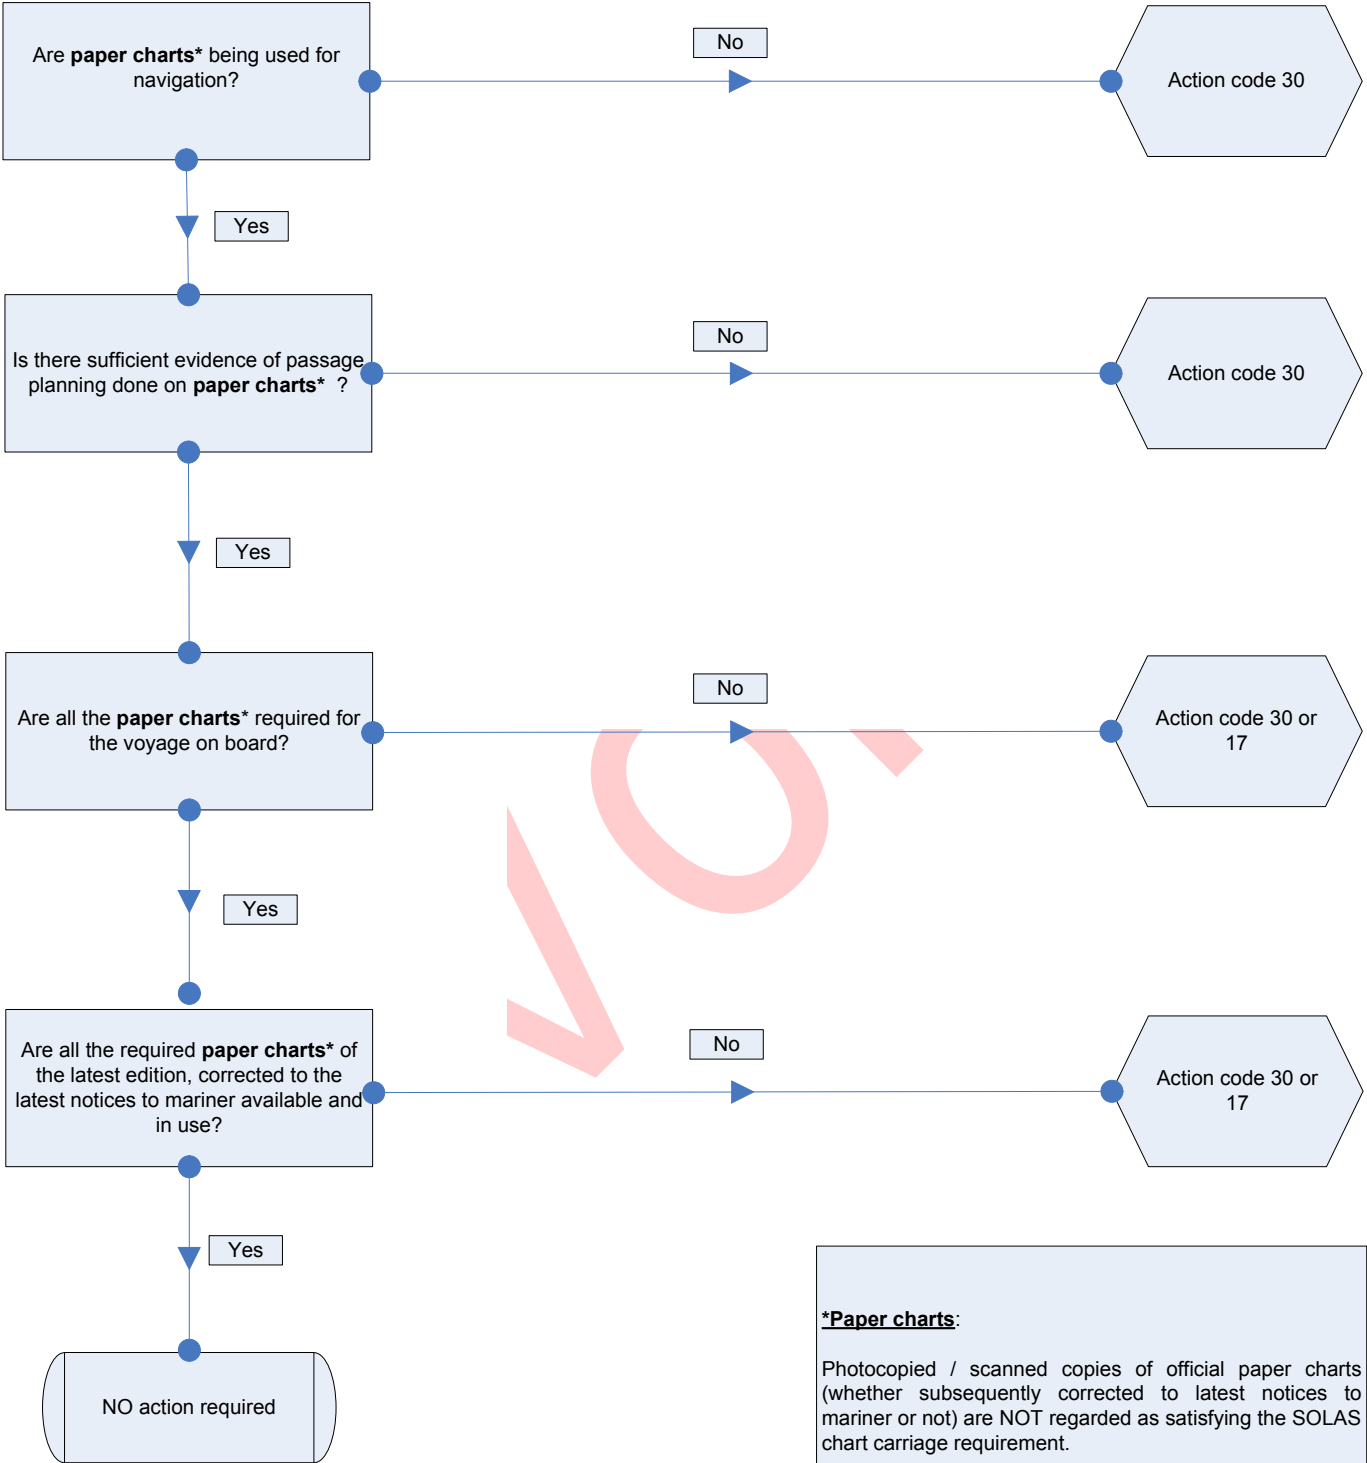 Are paper charts* being used for
navigation?
No
Action code 30
Yes
Is there sufficient evidence of passage
planning done on paper charts* ?
No
Action code 30
Yes
Are all the paper charts* required for
the voyage on board?
No
Action code 30 or
17
Yes
Are all the required paper charts* of
the latest edition, corrected to the
latest notices to mariner available and
in use?
No
Action code 30 or
17
Yes
NO action required
*Paper charts:
Photocopied / scanned copies of official paper charts
(whether subsequently corrected to latest notices to
mariner or not) are NOT regarded as satisfying the SOLAS
chart carriage requirement.